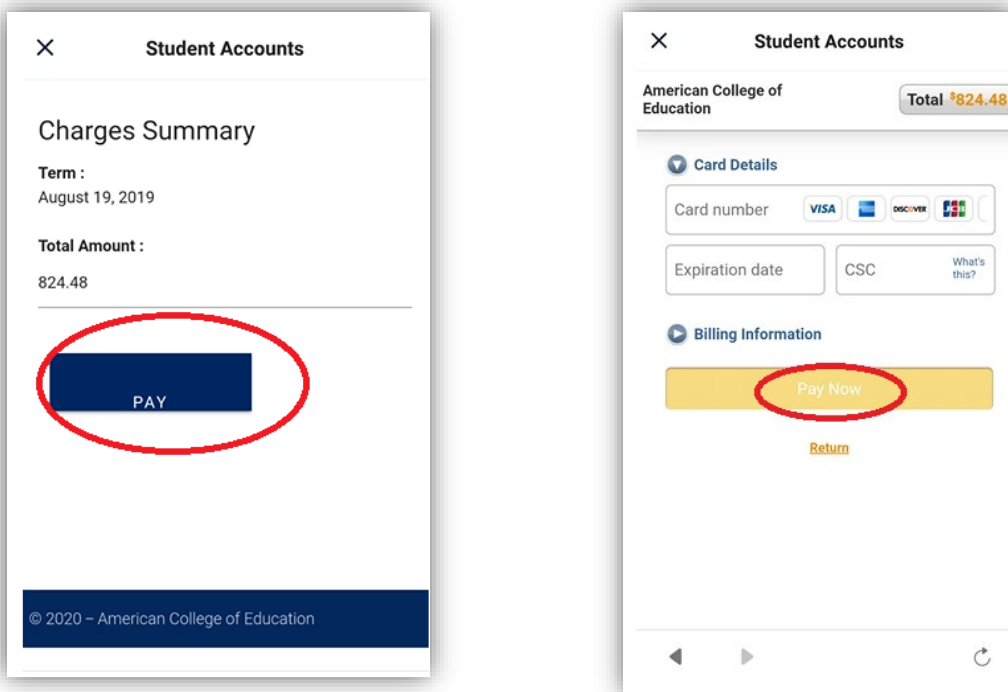 Student Accounts
Charges Summary
Term :
August 19, 2019
Total Amount :
824.48
PAY
© 2020 – American College of Education
Student Accounts
American College of
Education
Total $824.48
Card Details
Card number VISA DISCOVER JCB
Expiration date CSC What's
this?
Billing Information
Pay Now
Return